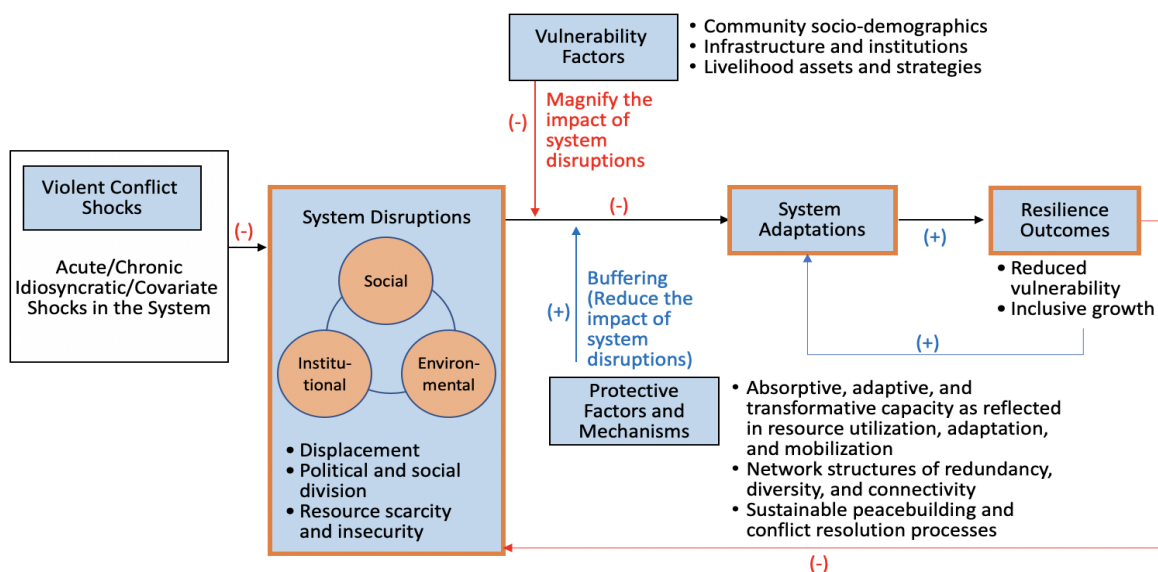 Vulnerability
Factors
• Community socio-demographics
• Infrastructure and institutions
• Livelihood assets and strategies
(-)
Magnify the
impact of
system
disruptions
Violent Conflict
Shocks
Acute/Chronic
Idiosyncratic/Covariate
Shocks in the System
(-)
System Disruptions
Social
Institu-
tional
Environ-
mental
• Displacement
• Political and social
division
• Resource scarcity
and insecurity
(-)
(+)
Buffering
(Reduce the
impact of
system
disruptions)
Protective
Factors and
Mechanisms
System
Adaptations
(+)
Resilience
Outcomes
• Reduced
vulnerability
• Inclusive growth
(+)
• Absorptive, adaptive, and
transformative capacity as reflected
in resource utilization, adaptation,
and mobilization
• Network structures of redundancy,
diversity, and connectivity
• Sustainable peacebuilding and
conflict resolution processes
(-)